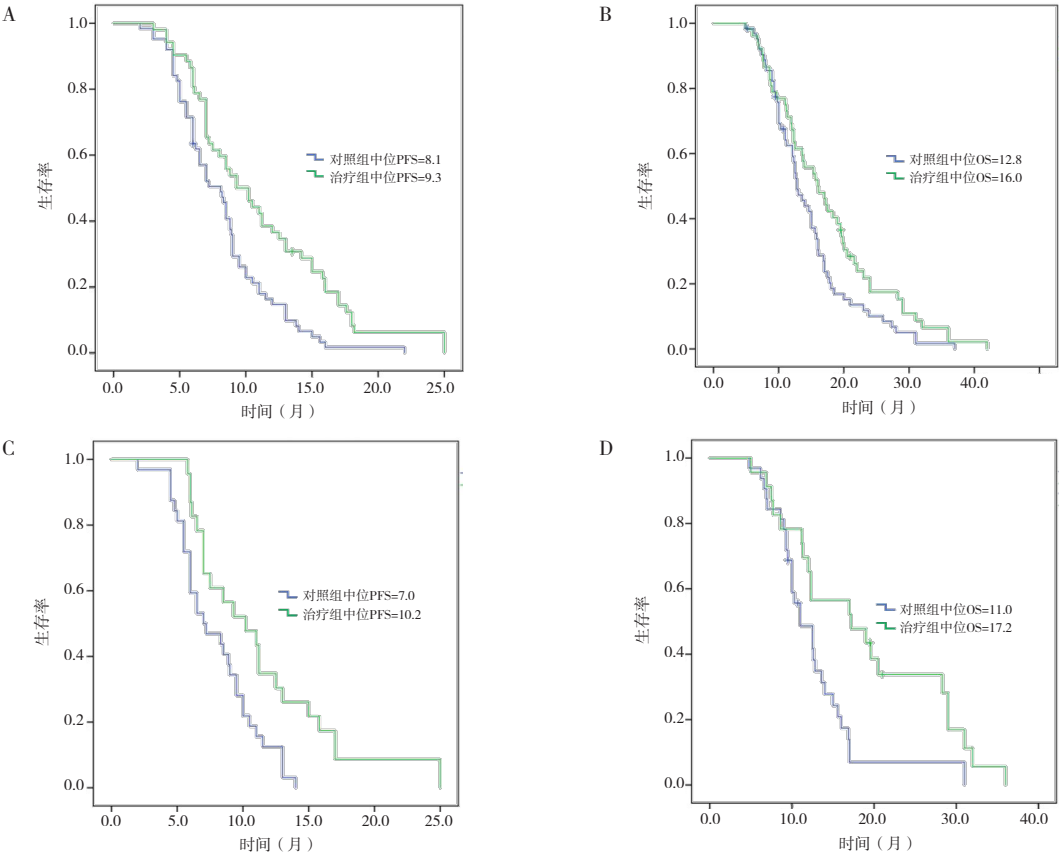 A
1.0
0.8
0.6
0.4
0.2
0.0
生存率
对照组中位PFS=8.1
治疗组中位PFS=9.3
0.0 5.0 10.0 15.0 20.0 25.0
时间（月）
B
1.0
0.8
0.6
0.4
0.2
0.0
生存率
对照组中位OS=12.8
治疗组中位OS=16.0
0.0 10.0 20.0 30.0 40.0
时间（月）
C
1.0
0.8
0.6
0.4
0.2
0.0
生存率
对照组中位PFS=7.0
治疗组中位PFS=10.2
0.0 5.0 10.0 15.0 20.0 25.0
时间（月）
D
1.0
0.8
0.6
0.4
0.2
0.0
生存率
对照组中位OS=11.0
治疗组中位OS=17.2
0.0 10.0 20.0 30.0 40.0
时间（月）